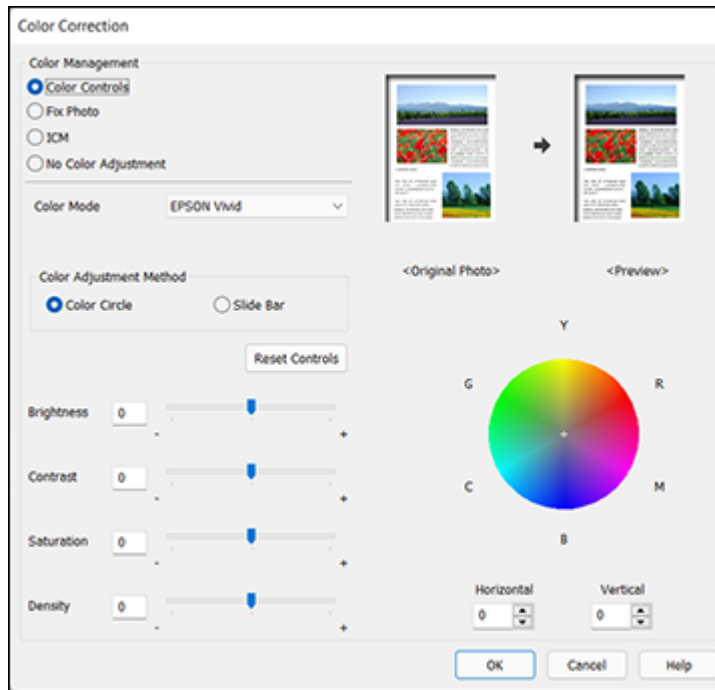 Color Correction
Color Management
Color Controls
Fix Photo
ICM
No Color Adjustment
Color Mode EPSON Vivid
Color Adjustment Method
Color Circle Slide Bar
Reset Controls
Brightness 0
- +
Contrast 0
- +
Saturation 0
- +
Density 0
- +
<Original Photo> <Preview>
Y
G R
C M
B
Horizontal Vertical
0 0
OK Cancel Help